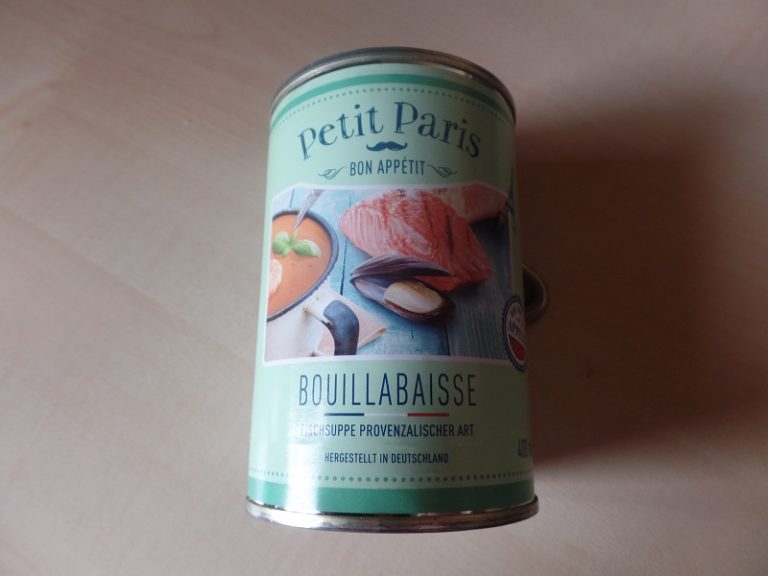 Petit Paris
BON APPÉTIT
BOUILLABAISSE
FISCHSUPPE PROVENZALISCHER ART
HERGESTELLT IN DEUTSCHLAND